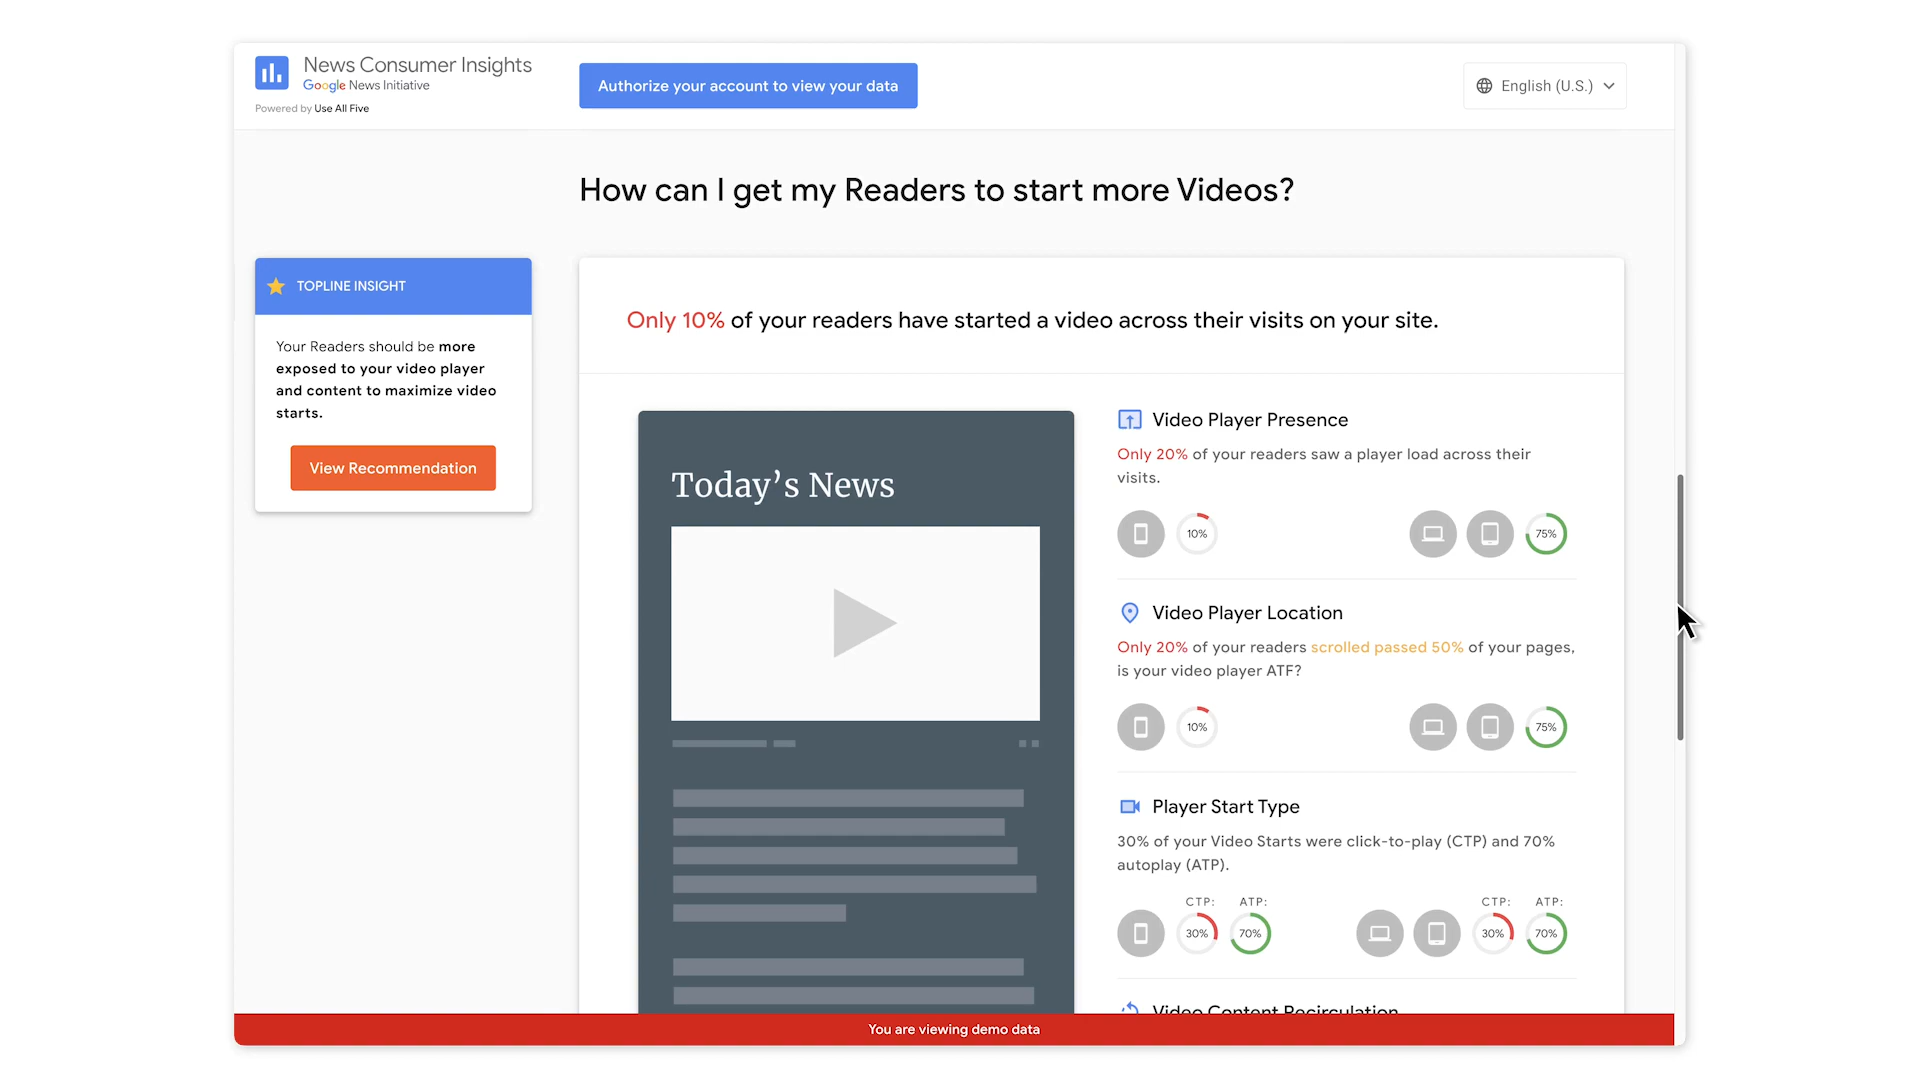 News Consumer Insights
Google News Initiative
Powered by Use All Five
Authorize your account to view your data
English (U.S.)
How can I get my Readers to start more Videos?
TOPLINE INSIGHT
Your Readers should be more
exposed to your video player
and content to maximize video
starts.
View Recommendation
Only 10% of your readers have started a video across their visits on your site.
Today's News
Video Player Presence
Only 20% of your readers saw a player load across their
visits.
10%
75%
Video Player Location
Only 20% of your readers scrolled passed 50% of your pages,
is your video player ATF?
10%
75%
Player Start Type
30% of your Video Starts were click-to-play (CTP) and 70%
autoplay (ATP).
CTP: ATP: CTP: ATP:
30% 70% 30% 70%
Video Content Recirculation
You are viewing demo data